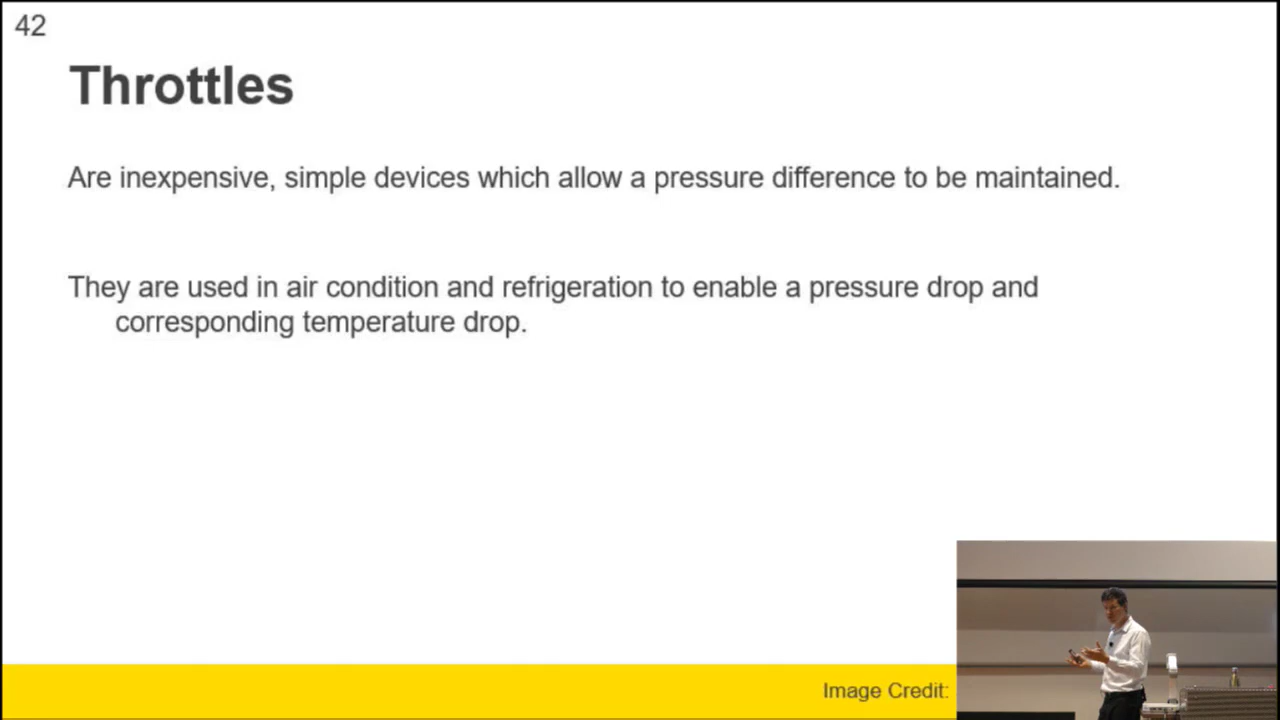 42
Throttles
Are inexpensive, simple devices which allow a pressure difference to be maintained.
They are used in air condition and refrigeration to enable a pressure drop and
corresponding temperature drop.
Image Credit: